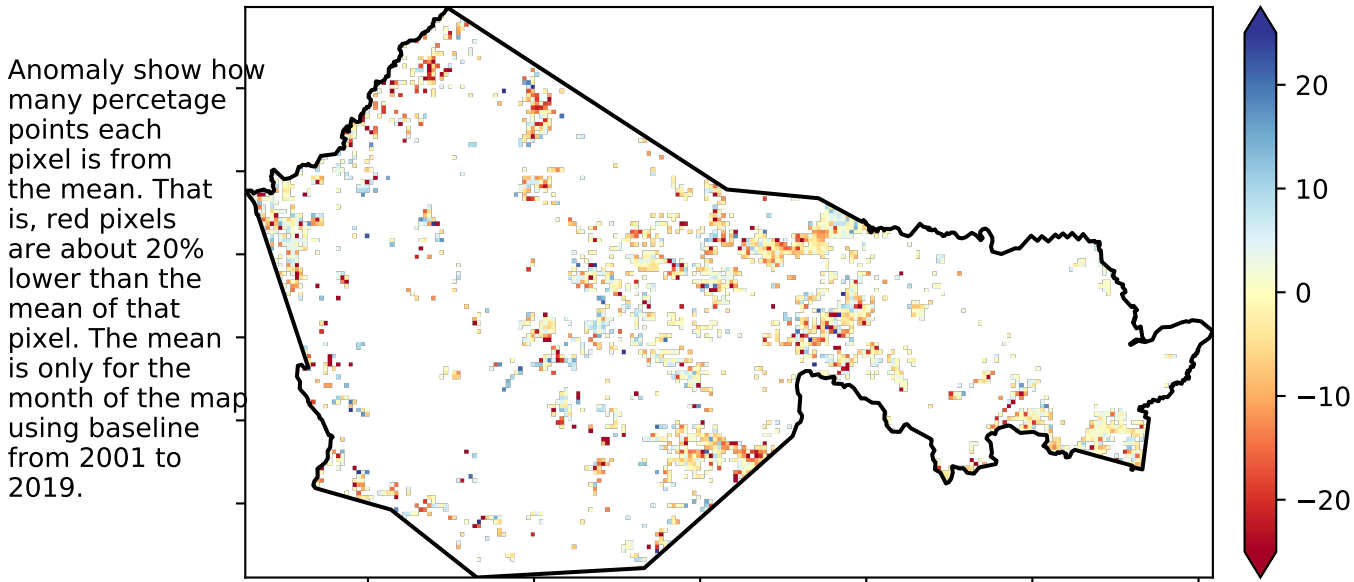 Anomaly show how
many percetage
points each
pixel is from
the mean. That
is, red pixels
are about 20%
lower than the
mean of that
pixel. The mean
is only for the
month of the map
using baseline
from 2001 to
2019.
20
10
0
−10
−20